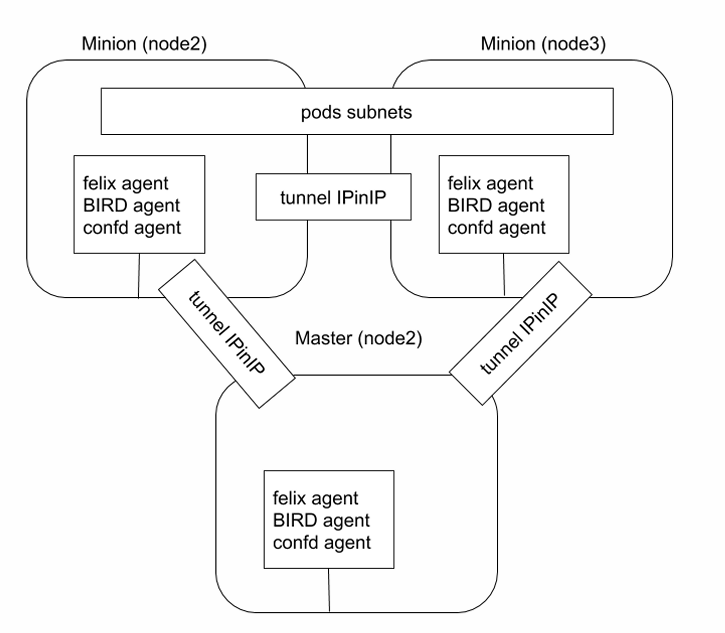 Minion (node2)
Minion (node3)
pods subnets
felix agent
BIRD agent
confd agent
tunnel IPinIP
felix agent
BIRD agent
confd agent
tunnel IPinIP
tunnel IPinIP
Master (node2)
felix agent
BIRD agent
confd agent